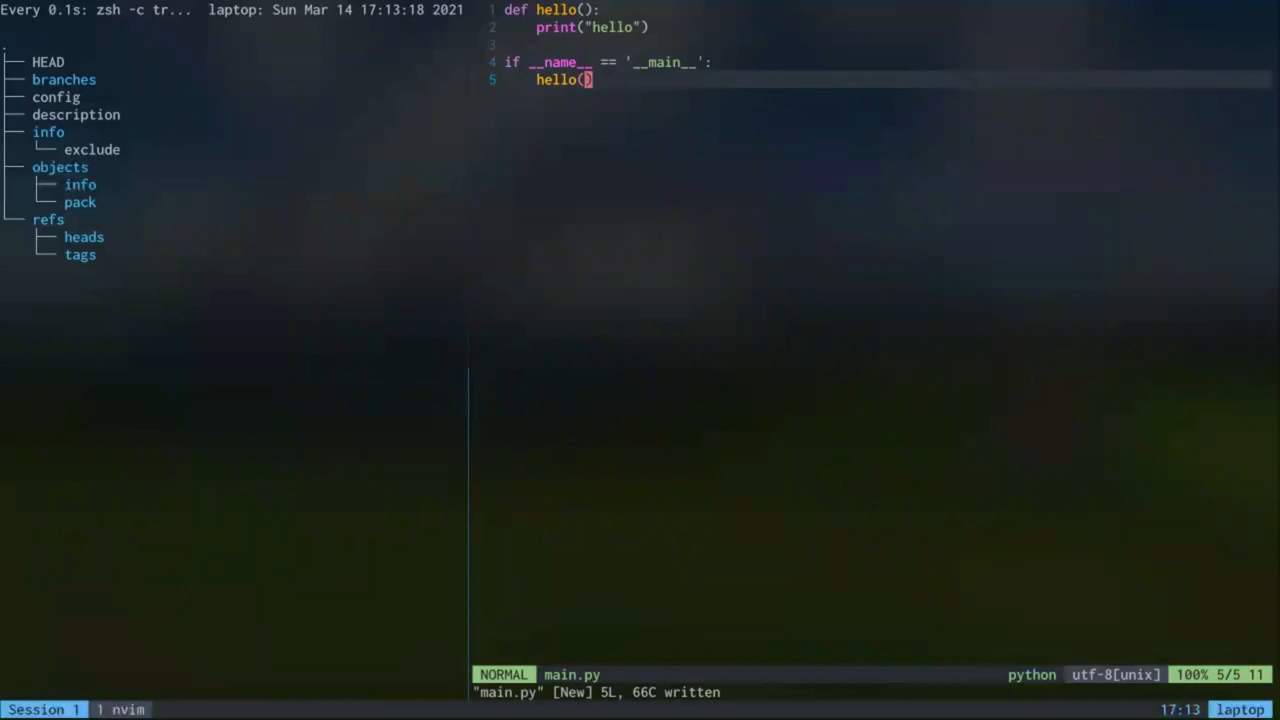 Every 0.1s: zsh -c tr...  laptop: Sun Mar 14 17:13:18 2021
.
├── HEAD
├── branches
├── config
├── description
├── info
│   └── exclude
├── objects
│   ├── info
│   └── pack
└── refs
    ├── heads
    └── tags
1 def hello():
2     print("hello")
3
4 if __name__ == '__main__':
5     hello()
NORMAL main.py python utf-8[unix] 100% 5/5 11
"main.py" [New] 5L, 66C written
Session 1 1 nvim 17:13 laptop